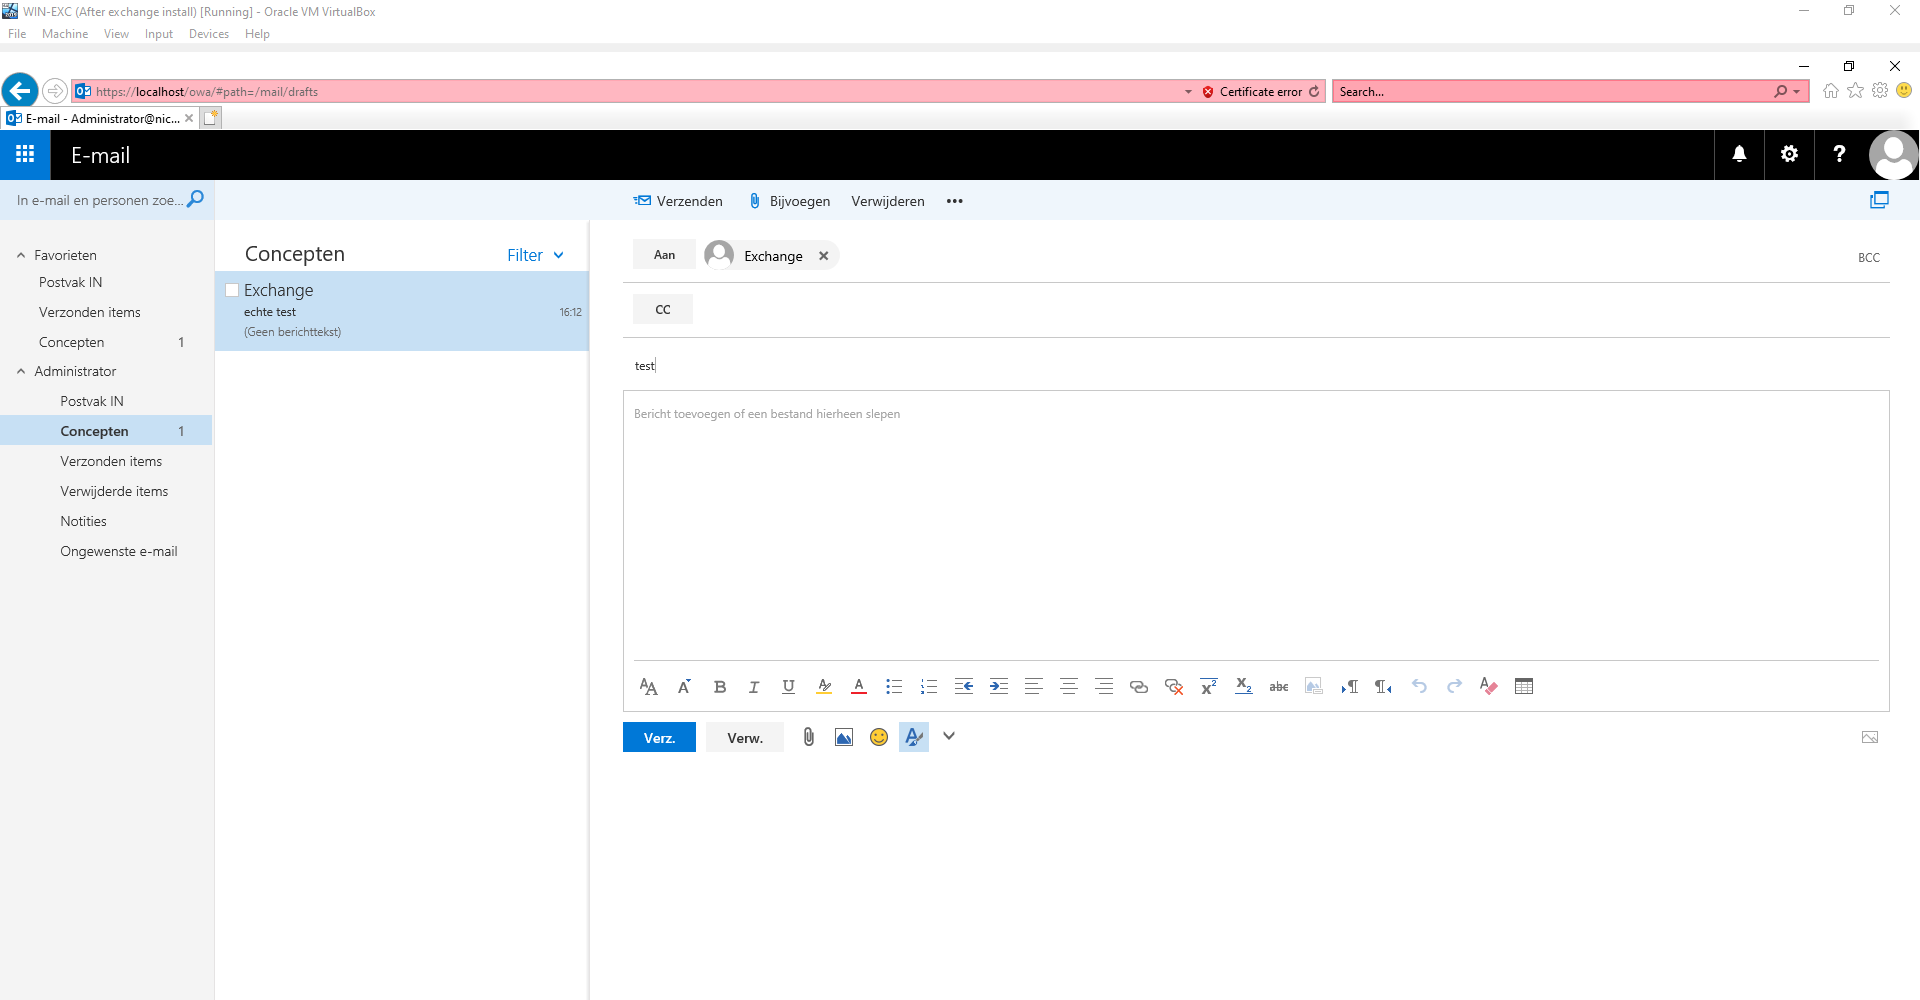 WIN-EXC (After exchange install) [Running] - Oracle VM VirtualBox
File Machine View Input Devices Help
https://localhost/owa/#path=/mail/drafts
Certificate error
Search...
E-mail - Administrator@nic...
E-mail
In e-mail en personen zoe...
Verzenden
Bijvoegen
Verwijderen
Favorieten
Postvak IN
Verzonden items
Concepten 1
Administrator
Postvak IN
Concepten 1
Verzonden items
Verwijderde items
Notities
Ongewenste e-mail
Concepten
Filter
Exchange
echte test 16:12
(Geen berichttekst)
Aan
Exchange
BCC
CC
test
Bericht toevoegen of een bestand hierheen slepen
Verz.
Verw.